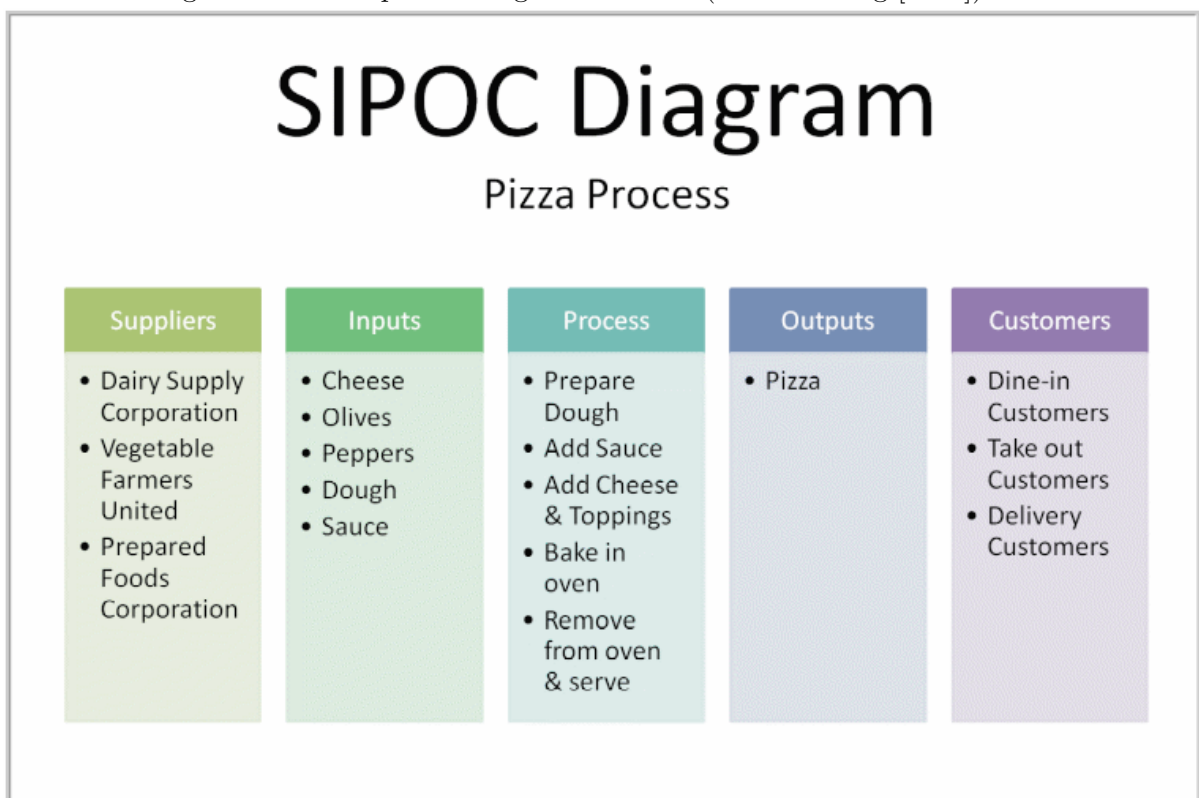 SIPOC Diagram
Pizza Process
Suppliers
• Dairy Supply
Corporation
• Vegetable
Farmers
United
• Prepared
Foods
Corporation
Inputs
• Cheese
• Olives
• Peppers
• Dough
• Sauce
Process
• Prepare
Dough
• Add Sauce
• Add Cheese
& Toppings
• Bake in
oven
• Remove
from oven
& serve
Outputs
• Pizza
Customers
• Dine-in
Customers
• Take out
Customers
• Delivery
Customers